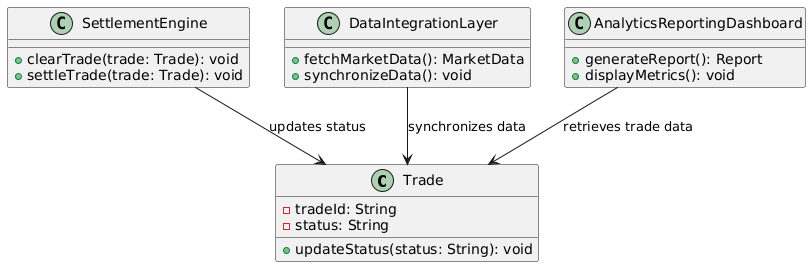 C SettlementEngine
clearTrade(trade: Trade): void
settleTrade(trade: Trade): void
C DataIntegrationLayer
fetchMarketData(): MarketData
synchronizeData(): void
C AnalyticsReportingDashboard
generateReport(): Report
displayMetrics(): void
updates status
synchronizes data
retrieves trade data
C Trade
tradeId: String
status: String
updateStatus(status: String): void